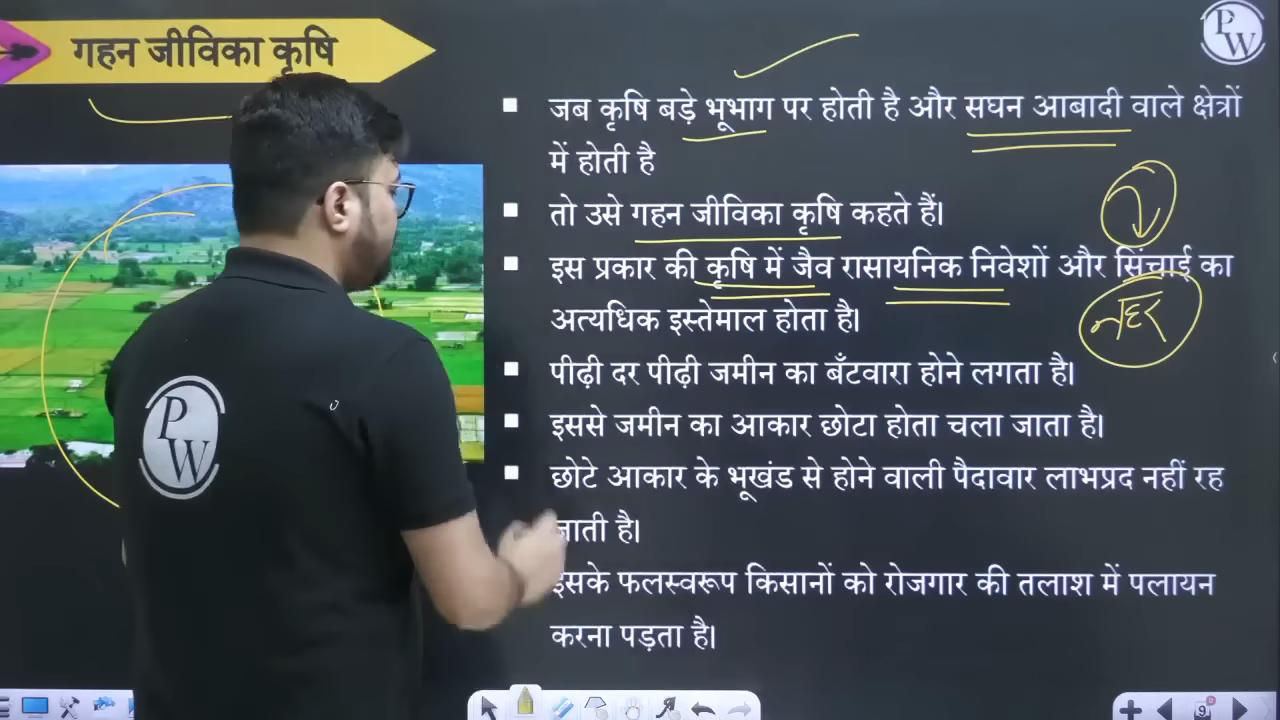 गहन जीविका कृषि
PW
जब कृषि बड़े भूभाग पर होती है और सघन आबादी वाले क्षेत्रों
में होती है
तो उसे गहन जीविका कृषि कहते हैं।
इस प्रकार की कृषि में जैव रासायनिक निवेशों और सिंचाई का
अत्यधिक इस्तेमाल होता है।
नहर
पीढ़ी दर पीढ़ी जमीन का बँटवारा होने लगता है।
इससे जमीन का आकार छोटा होता चला जाता है।
छोटे आकार के भूखंड से होने वाली पैदावार लाभप्रद नहीं रह
जाती है।
इसके फलस्वरूप किसानों को रोजगार की तलाश में पलायन
करना पड़ता है।
PW
9